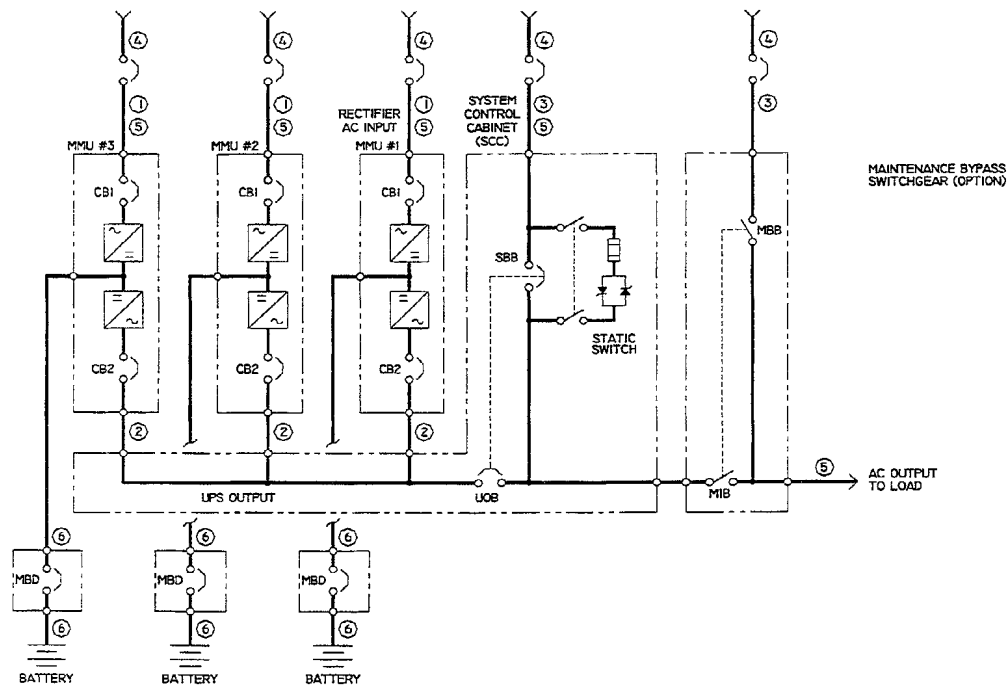 ④ ④ ④ ④ ④
① ① ① ③ ③
⑤ ⑤ ⑤ ⑤
RECTIFIER
AC INPUT
SYSTEM
CONTROL
CABINET
(SCC)
MMU #3
MMU #2
MMU #1
MAINTENANCE BYPASS
SWITCHGEAR (OPTION)
CB1
CB1
CB1
MBB
SBB
STATIC
SWITCH
CB2
CB2
CB2
② ② ②
UPS OUTPUT
UOB
MIB
⑤
AC OUTPUT
TO LOAD
⑥ ⑥ ⑥
MBD
MBD
MBD
⑥ ⑥ ⑥
BATTERY
BATTERY
BATTERY